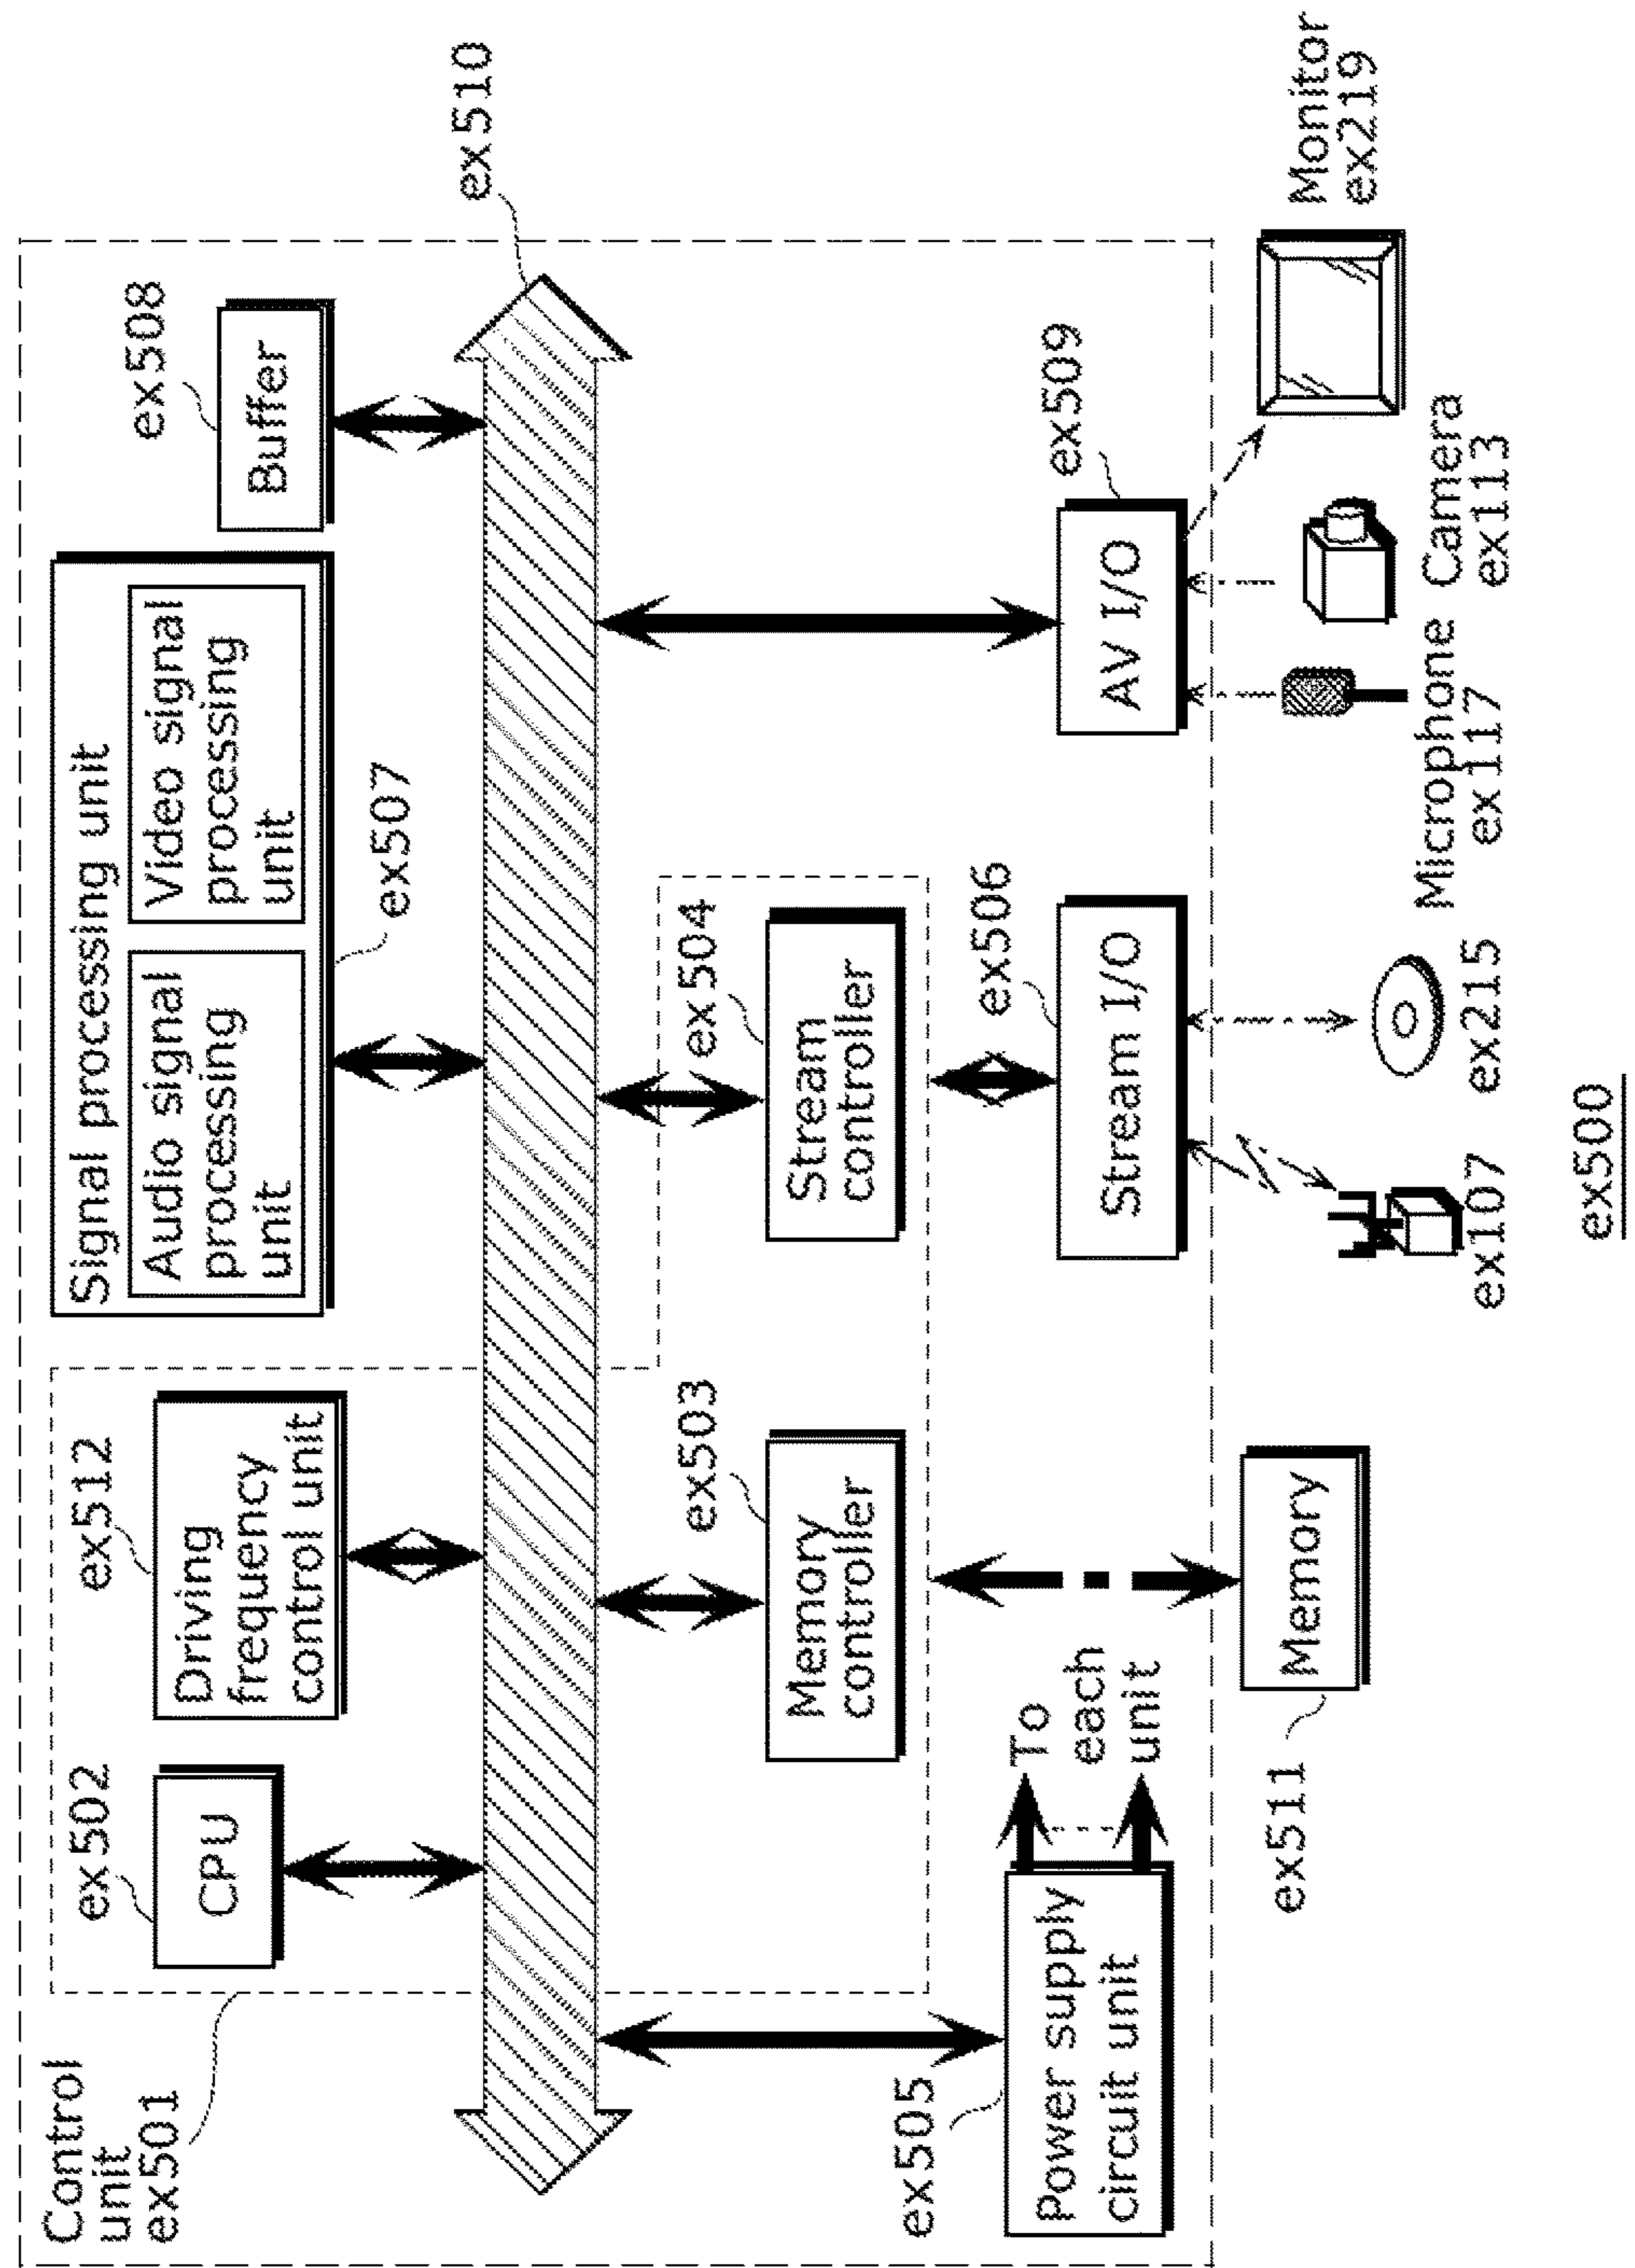 Control
unit
ex501
ex502
CPU
ex512
Driving
frequency
control unit
Signal processing unit
Audio signal
processing
unit
Video signal
processing
unit
ex507
ex508
Buffer
ex510
ex503
Memory
controller
ex504
Stream
controller
ex505
Power supply
circuit unit
To
each
unit
ex506
Stream I/O
ex509
AV I/O
ex511
Memory
ex107
ex215
Microphone
ex117
Camera
ex113
Monitor
ex219
ex500